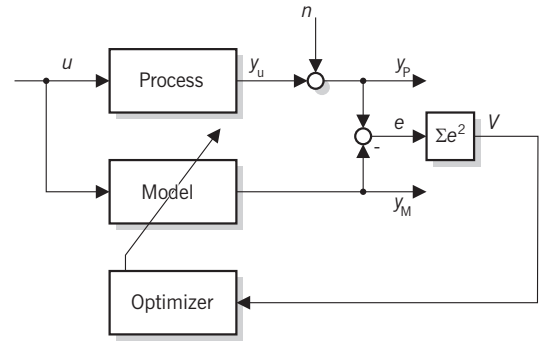 n
u
Process
y_u
y_P
e
Σe²
V
-
Model
y_M
Optimizer